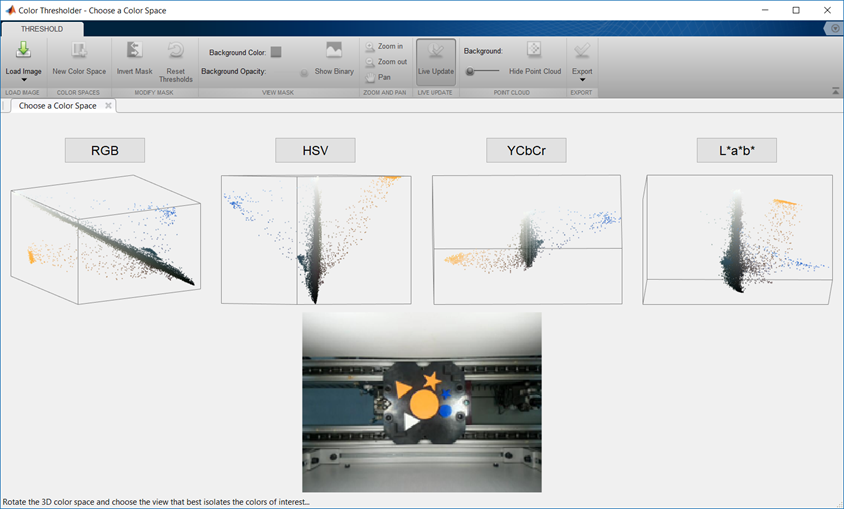 Color Thresholder - Choose a Color Space
THRESHOLD
Load Image
New Color Space
Invert Mask
Reset
Thresholds
Background Color:
Background Opacity:
Show Binary
Zoom in
Zoom out
Pan
Live Update
Background:
Hide Point Cloud
Export
LOAD IMAGE
COLOR SPACES
MODIFY MASK
VIEW MASK
ZOOM AND PAN
LIVE UPDATE
POINT CLOUD
EXPORT
Choose a Color Space
RGB
HSV
YCbCr
L*a*b*
Rotate the 3D color space and choose the view that best isolates the colors of interest...